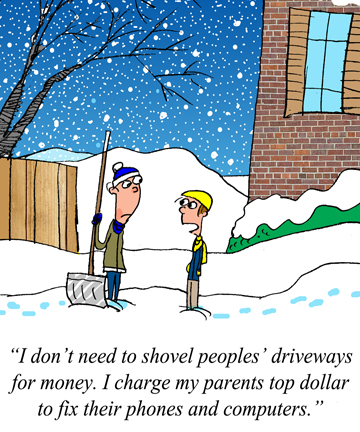 “I don’t need to shovel peoples’ driveways
for money. I charge my parents top dollar
to fix their phones and computers.”